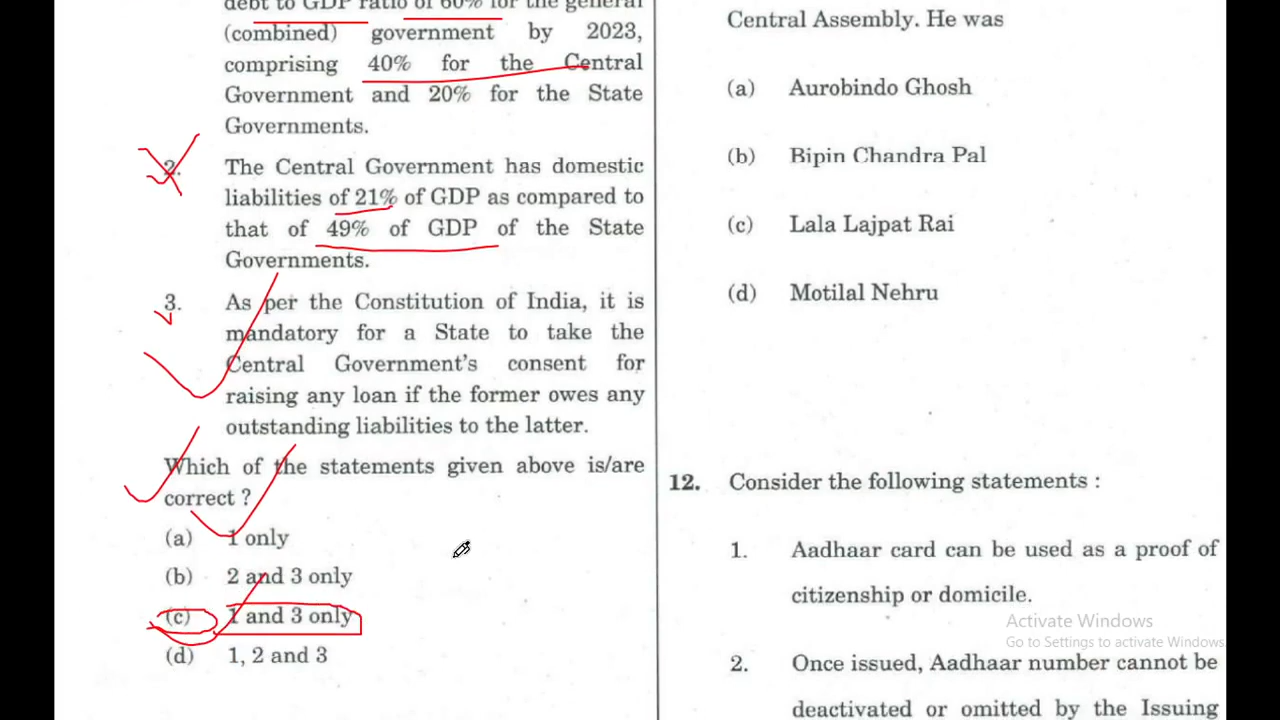 debt to GDP ratio of 60% for the general
(combined) government by 2023,
comprising 40% for the Central
Government and 20% for the State
Governments.
2. The Central Government has domestic
liabilities of 21% of GDP as compared to
that of 49% of GDP of the State
Governments.
3. As per the Constitution of India, it is
mandatory for a State to take the
Central Government's consent for
raising any loan if the former owes any
outstanding liabilities to the latter.
Which of the statements given above is/are
correct ?
(a) 1 only
(b) 2 and 3 only
(c) 1 and 3 only
(d) 1, 2 and 3
Central Assembly. He was
(a) Aurobindo Ghosh
(b) Bipin Chandra Pal
(c) Lala Lajpat Rai
(d) Motilal Nehru
12. Consider the following statements :
1. Aadhaar card can be used as a proof of
citizenship or domicile.
2. Once issued, Aadhaar number cannot be
deactivated or omitted by the Issuing
Activate Windows
Go to Settings to activate Windows.